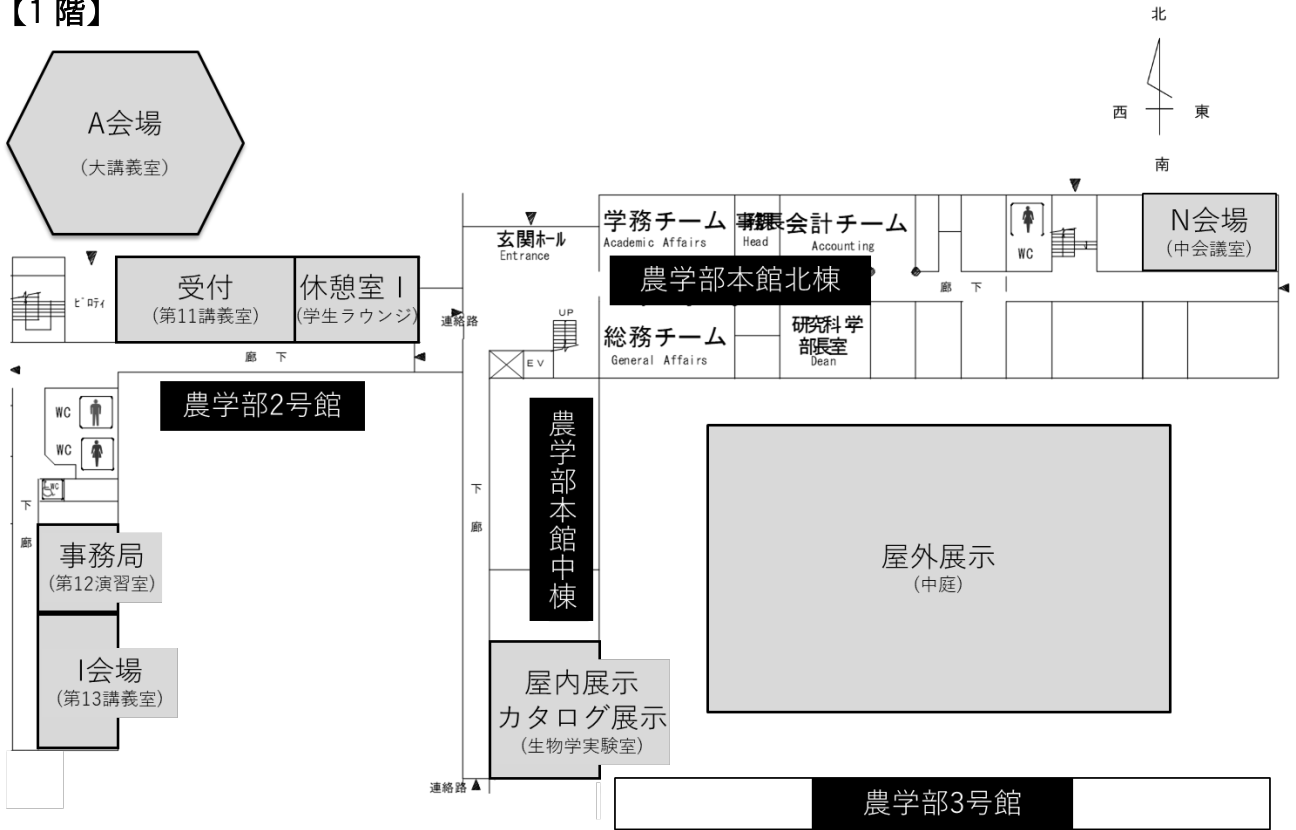 【1 階】
北
西
東
南
A会場
(大講義室)
玄関ホール
Entrance
学務チーム
Academic Affairs
Head
会計チーム
Accounting
WC
N会場
(中会議室)
ピロティ
受付
(第11講義室)
休憩室Ⅰ
(学生ラウンジ)
連絡路
農学部本館北棟
廊下
UP
EV
総務チーム
General Affairs
研究科 学
部長室
Dean
廊下
農学部2号館
WC
WC
WC
農学部本館中棟
下廊
下廊
事務局
(第12演習室)
I会場
(第13講義室)
屋外展示
(中庭)
屋内展示
カタログ展示
(生物学実験室)
連絡路
農学部3号館